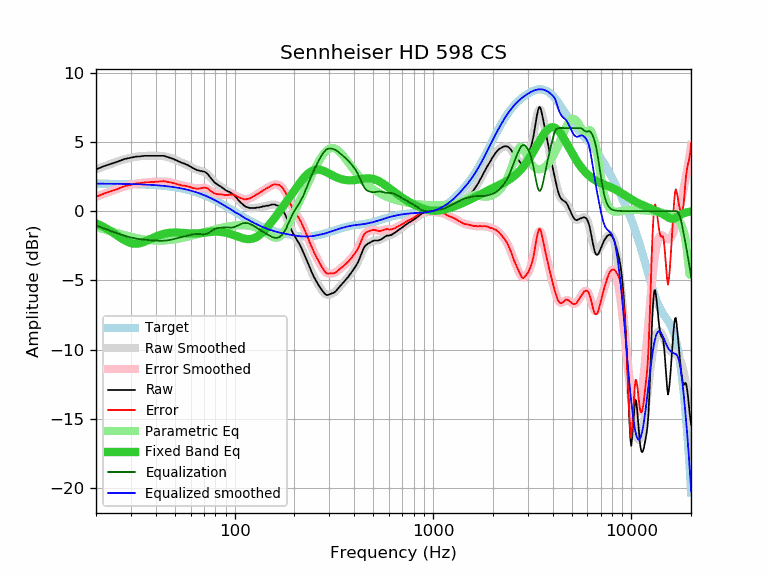 Sennheiser HD 598 CS
Amplitude (dBr)
10
5
0
−5
−10
−15
−20
Target
Raw Smoothed
Error Smoothed
Raw
Error
Parametric Eq
Fixed Band Eq
Equalization
Equalized smoothed
100
1000
10000
Frequency (Hz)